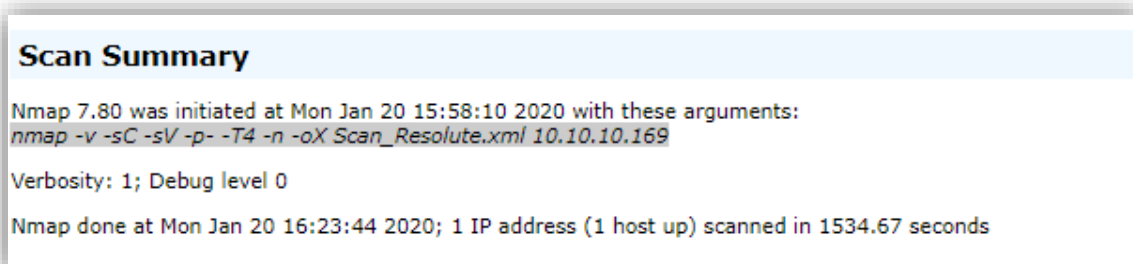 Scan Summary
Nmap 7.80 was initiated at Mon Jan 20 15:58:10 2020 with these arguments:
nmap -v -sC -sV -p- -T4 -n -oX Scan_Resolute.xml 10.10.10.169
Verbosity: 1; Debug level 0
Nmap done at Mon Jan 20 16:23:44 2020; 1 IP address (1 host up) scanned in 1534.67 seconds